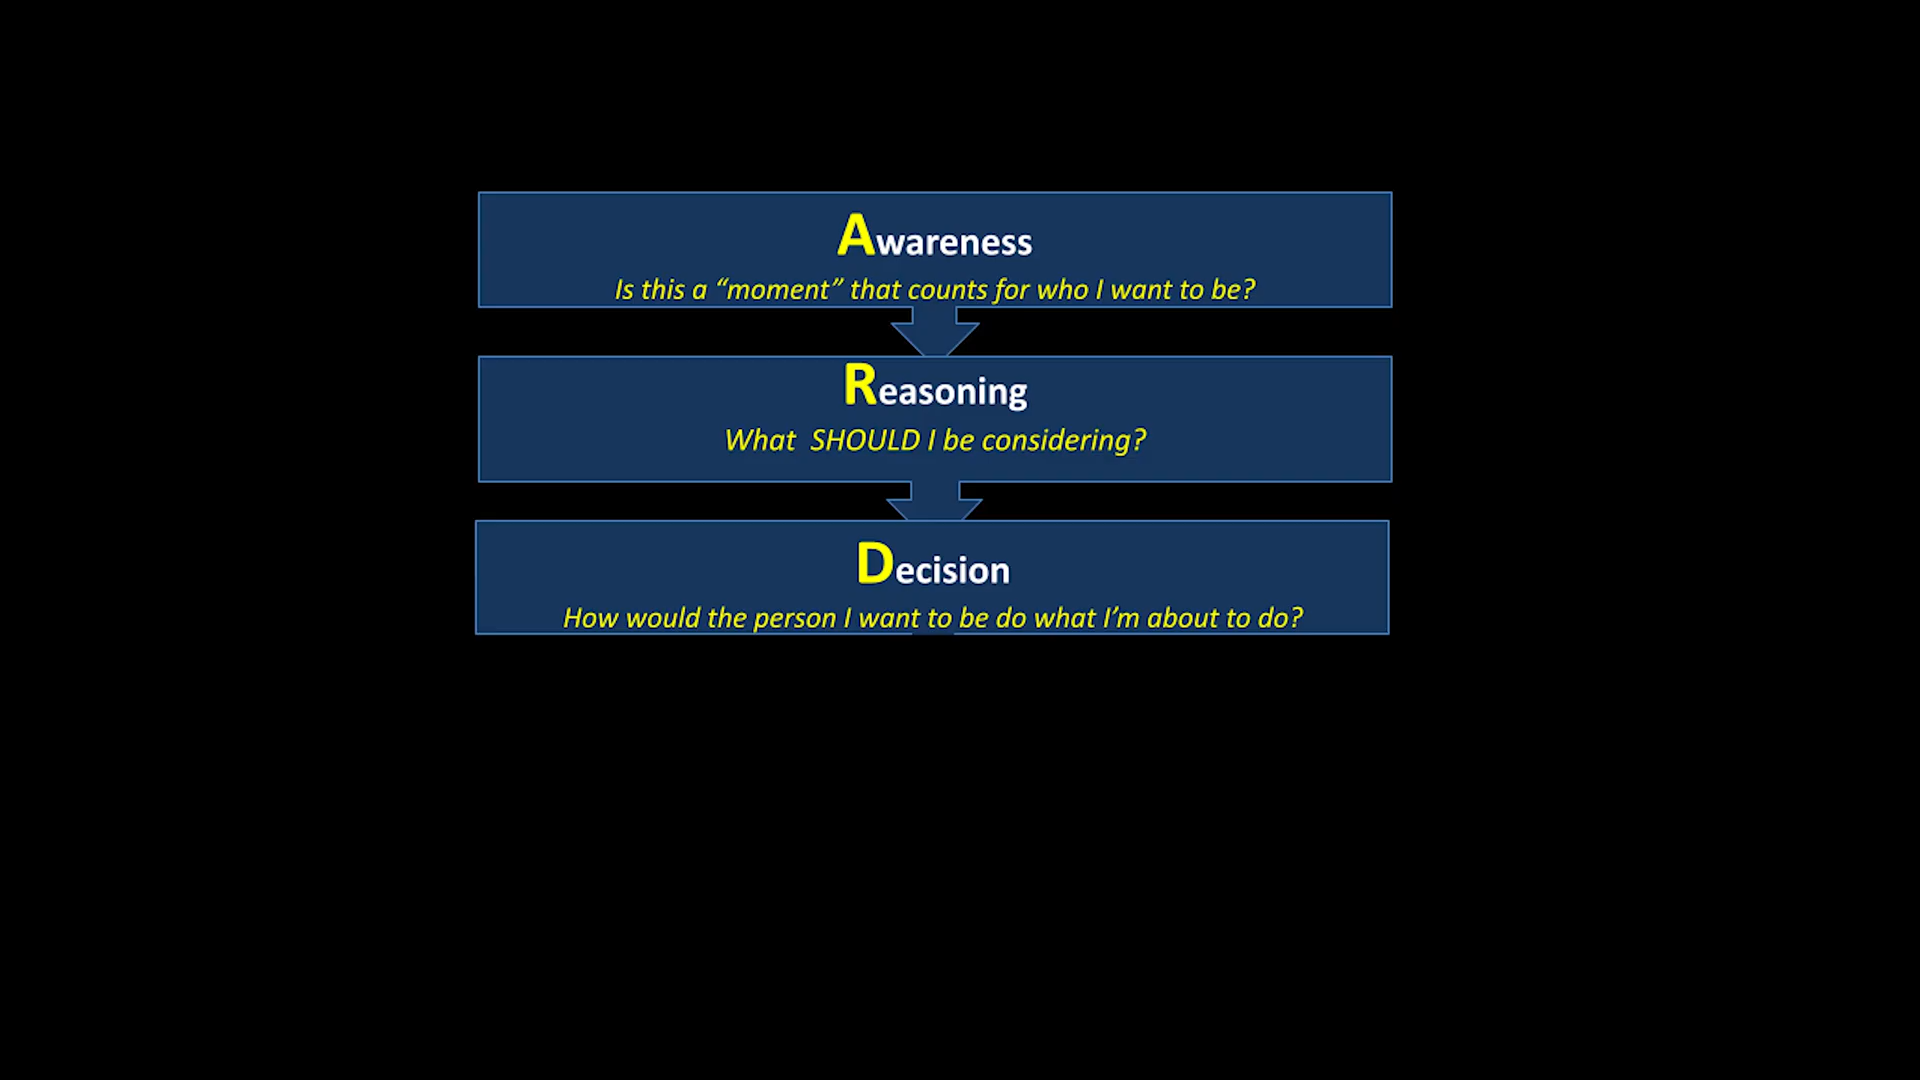 Awareness
Is this a “moment” that counts for who I want to be?
Reasoning
What  SHOULD I be considering?
Decision
How would the person I want to be do what I’m about to do?